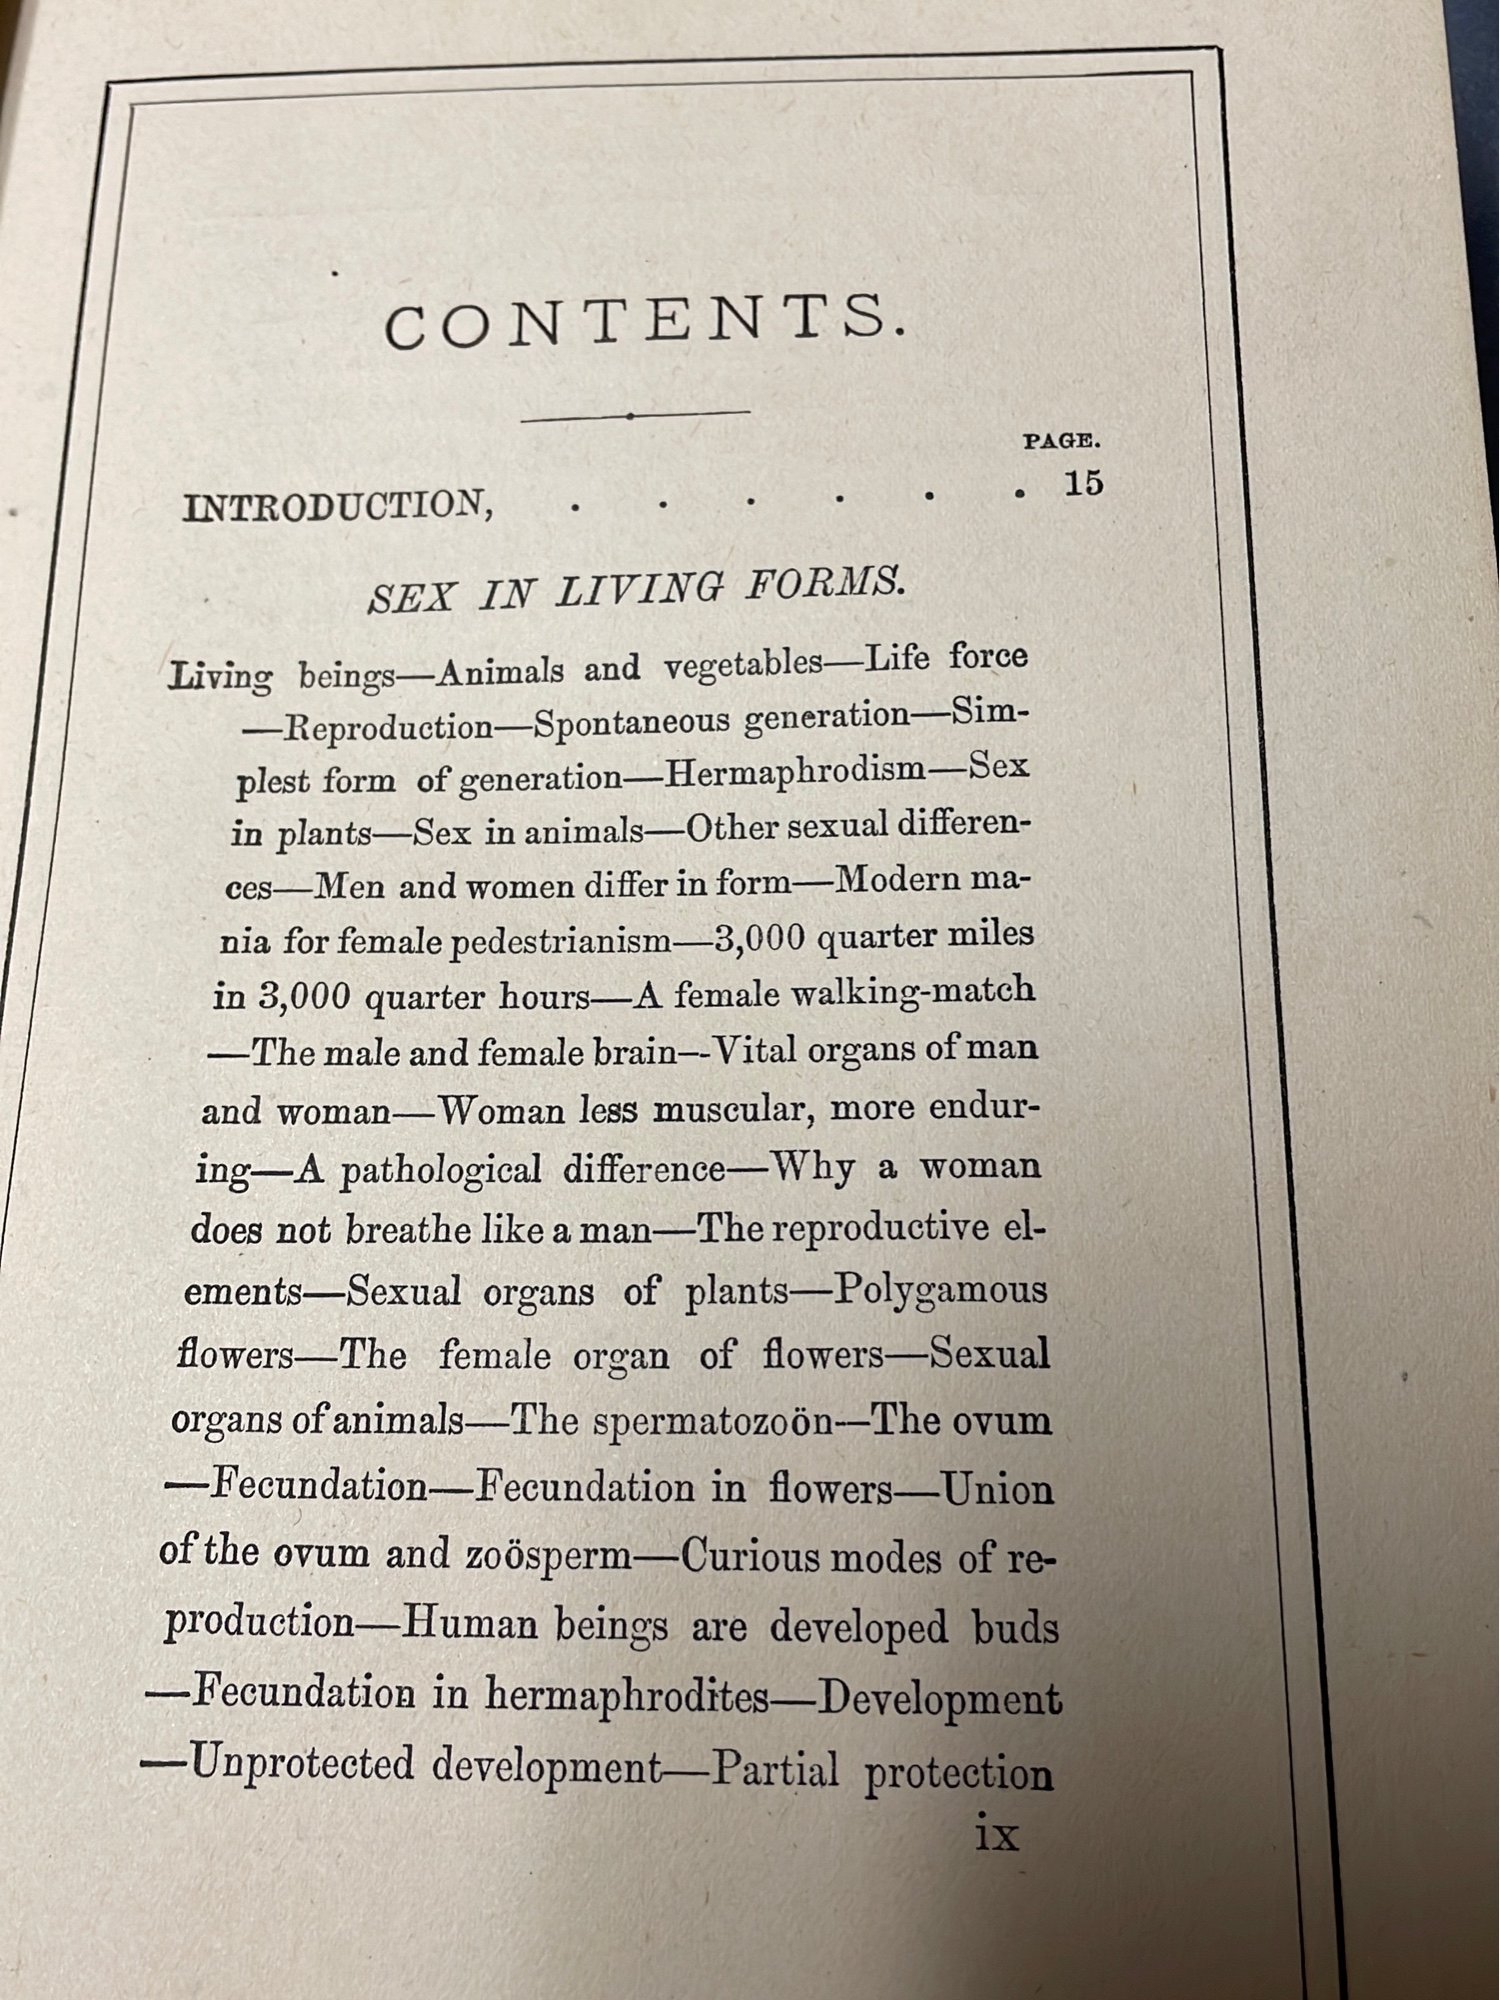 CONTENTS.
PAGE.
INTRODUCTION, . . . . . . 15
SEX IN LIVING FORMS.
Living beings—Animals and vegetables—Life force
—Reproduction—Spontaneous generation—Sim-
plest form of generation—Hermaphrodism—Sex
in plants—Sex in animals—Other sexual differen-
ces—Men and women differ in form—Modern ma-
nia for female pedestrianism—3,000 quarter miles
in 3,000 quarter hours—A female walking-match
—The male and female brain—Vital organs of man
and woman—Woman less muscular, more endur-
ing—A pathological difference—Why a woman
does not breathe like a man—The reproductive el-
ements—Sexual organs of plants—Polygamous
flowers—The female organ of flowers—Sexual
organs of animals—The spermatozoön—The ovum
—Fecundation—Fecundation in flowers—Union
of the ovum and zoösperm—Curious modes of re-
production—Human beings are developed buds
—Fecundation in hermaphrodites—Development
—Unprotected development—Partial protection
ix